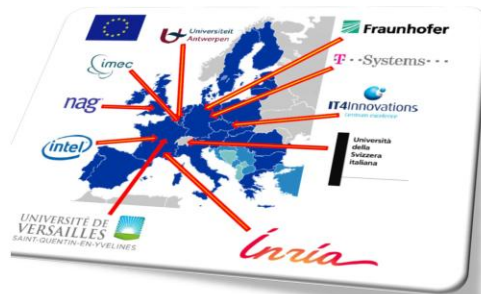 Universiteit
Antwerpen
Fraunhofer
imec
T··Systems···
nag
IT4Innovations
intel
Università
della
Svizzera
italiana
UNIVERSITÉ DE
VERSAILLES
SAINT-QUENTIN-EN-YVELINES
inria